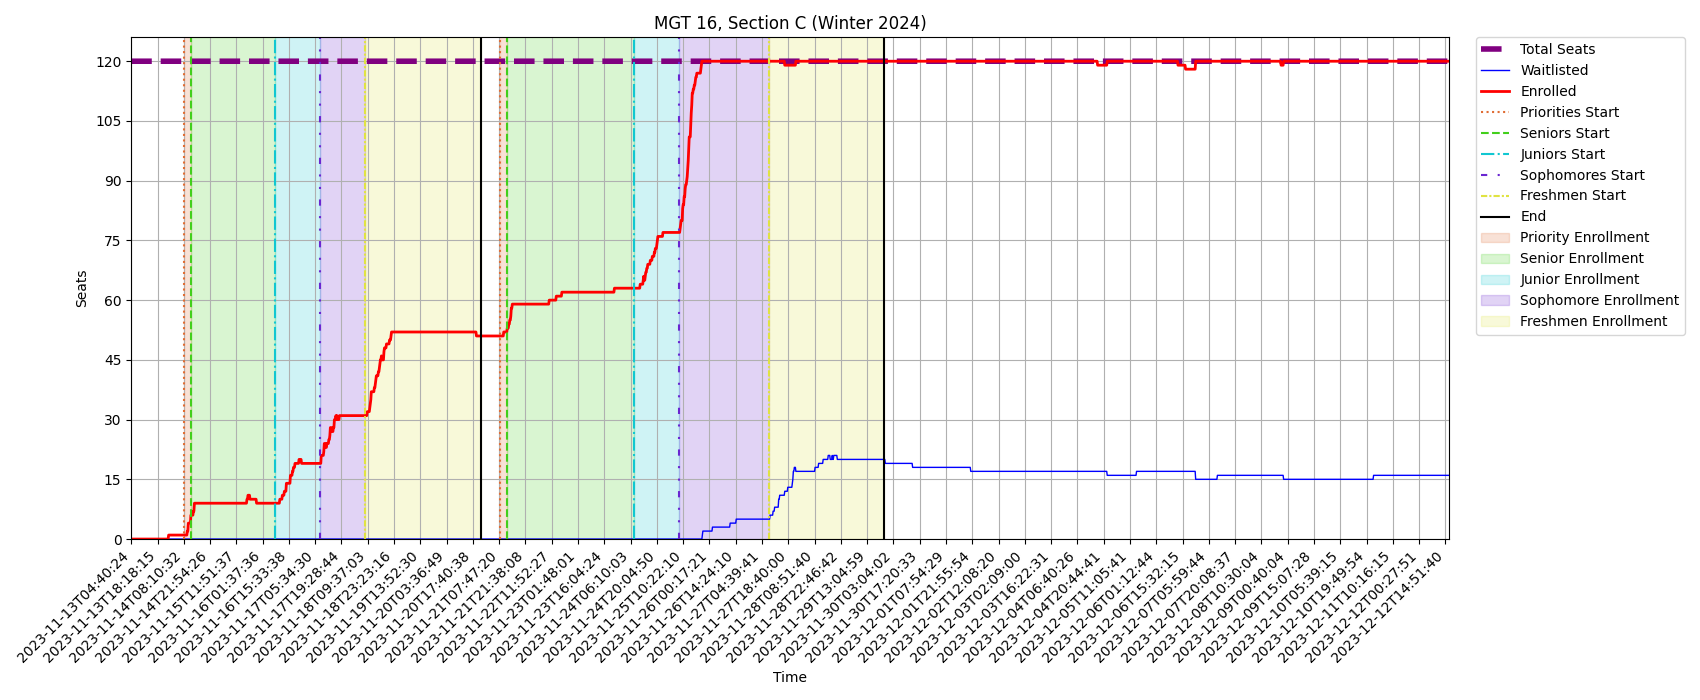 MGT 16, Section C (Winter 2024)
Seats
120
105
90
75
60
45
30
15
0
2023-11-13T04:40:24
2023-11-13T18:18:15
2023-11-14T08:10:32
2023-11-14T21:54:26
2023-11-15T11:51:37
2023-11-16T01:37:36
2023-11-16T15:33:38
2023-11-17T05:34:30
2023-11-17T19:28:44
2023-11-18T09:37:03
2023-11-18T23:23:16
2023-11-19T13:52:30
2023-11-20T03:36:49
2023-11-20T17:40:38
2023-11-21T07:47:20
2023-11-21T21:38:08
2023-11-22T11:52:27
2023-11-23T01:48:01
2023-11-23T16:04:24
2023-11-24T06:10:03
2023-11-24T20:04:50
2023-11-25T10:22:10
2023-11-26T00:17:21
2023-11-26T14:24:10
2023-11-27T04:39:41
2023-11-27T18:40:00
2023-11-28T08:51:40
2023-11-28T22:46:42
2023-11-29T13:04:59
2023-11-30T03:04:02
2023-11-30T17:20:33
2023-12-01T07:54:29
2023-12-01T21:55:54
2023-12-02T12:08:20
2023-12-03T02:09:00
2023-12-03T16:22:31
2023-12-04T06:40:26
2023-12-04T20:44:41
2023-12-05T11:05:41
2023-12-06T01:12:44
2023-12-06T15:32:15
2023-12-07T05:59:44
2023-12-07T20:08:37
2023-12-08T10:30:04
2023-12-09T00:40:04
2023-12-09T15:07:28
2023-12-10T05:39:15
2023-12-10T19:49:54
2023-12-11T10:16:15
2023-12-12T00:27:51
2023-12-12T14:51:40
Time
Total Seats
Waitlisted
Enrolled
Priorities Start
Seniors Start
Juniors Start
Sophomores Start
Freshmen Start
End
Priority Enrollment
Senior Enrollment
Junior Enrollment
Sophomore Enrollment
Freshmen Enrollment